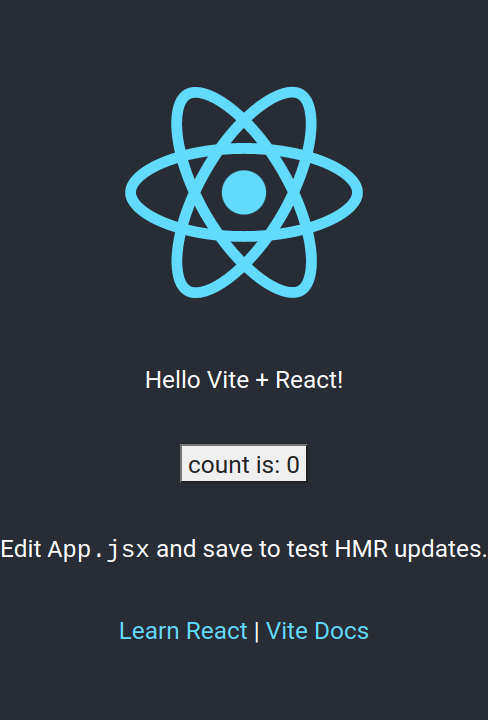 Hello Vite + React!
count is: 0
Edit App.jsx and save to test HMR updates.
Learn React | Vite Docs